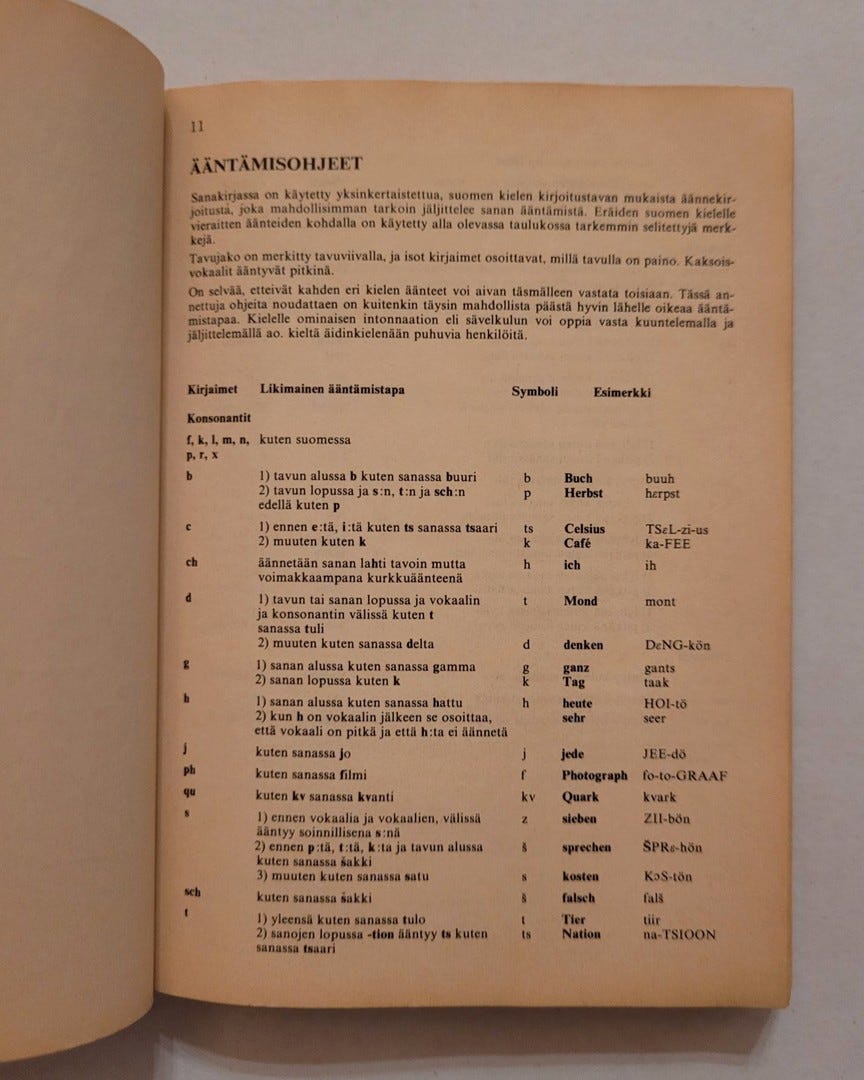 11
ÄÄNTÄMISOHJEET
Sanakirjassa on käytetty yksinkertaistettua, suomen kielen kirjoitustavan mukaista äännekir-
joitusta, joka mahdollisimman tarkoin jäljittelee sanan ääntämistä. Eräiden suomen kielelle
vieraitten äänteiden kohdalla on käytetty alla olevassa taulukossa tarkemmin selitettyjä merk-
kejä.
Tavujako on merkitty tavuviivalla, ja isot kirjaimet osoittavat, millä tavulla on paino. Kaksois-
vokaalit ääntyvät pitkinä.
On selvää, etteivät kahden eri kielen äänteet voi aivan täsmälleen vastata toisiaan. Tässä an-
nettuja ohjeita noudattaen on kuitenkin täysin mahdollista päästä hyvin lähelle oikeaa ääntä-
mistapaa. Kielelle ominaisen intonnaation eli sävelkulun voi oppia vasta kuuntelemalla ja
jäljittelemällä ao. kieltä äidinkielenään puhuvia henkilöitä.
Kirjaimet Likimainen ääntämistapa Symboli Esimerkki
Konsonantit
f, k, l, m, n, kuten suomessa
p, r, x
b 1) tavun alussa b kuten sanassa buuri b Buch buuh
2) tavun lopussa ja s:n, t:n ja sch:n p Herbst hɛrpst
edellä kuten p
c 1) ennen e:tä, i:tä kuten ts sanassa tsaari ts Celsius TSɛL-zi-us
2) muuten kuten k k Café ka-FEE
ch äännetään sanan lahti tavoin mutta h ich ih
voimakkaampana kurkkuäänteenä
d 1) tavun tai sanan lopussa ja vokaalin t Mond mont
ja konsonantin välissä kuten t
sanassa tuli
2) muuten kuten sanassa delta d denken DɛNG-kön
g 1) sanan alussa kuten sanassa gamma g ganz gants
2) sanan lopussa kuten k k Tag taak
h 1) sanan alussa kuten sanassa hattu h heute HOI-tö
2) kun h on vokaalin jälkeen se osoittaa, sehr seer
että vokaali on pitkä ja että h:ta ei äännetä
j kuten sanassa jo j jede JEE-dö
ph kuten sanassa filmi f Photograph fo-to-GRAAF
qu kuten kv sanassa kvanti kv Quark kvark
s 1) ennen vokaalia ja vokaalien, välissä z sieben ZII-bön
ääntyy soinnillisena s:nä
2) ennen p:tä, t:tä, k:ta ja tavun alussa š sprechen ŠPRɛ-hön
kuten sanassa šakki
3) muuten kuten sanassa satu s kosten KɔS-tön
sch kuten sanassa šakki š falsch falš
t 1) yleensä kuten sanassa tulo t Tier tiir
2) sanojen lopussa -tion ääntyy ts kuten ts Nation na-TSIOON
sanassa tsaari